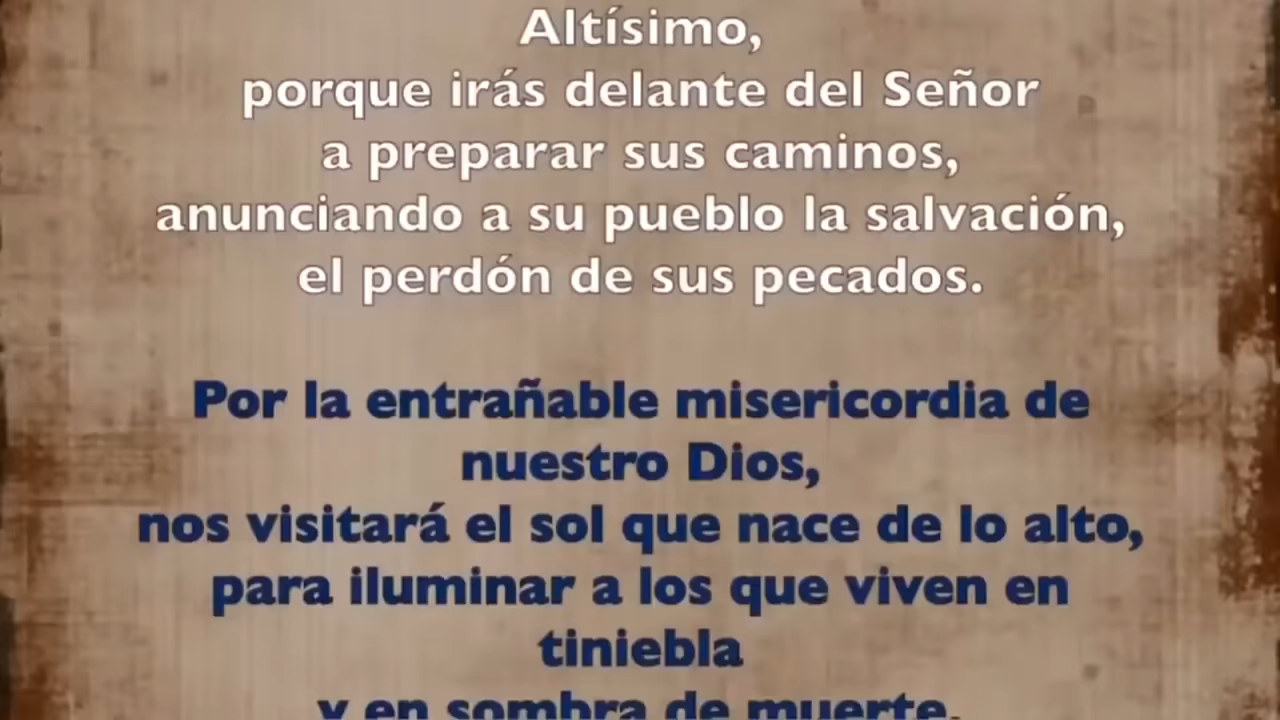 Altísimo,
porque irás delante del Señor
a preparar sus caminos,
anunciando a su pueblo la salvación,
el perdón de sus pecados.
Por la entrañable misericordia de
nuestro Dios,
nos visitará el sol que nace de lo alto,
para iluminar a los que viven en
tiniebla
y en sombra de muerte,